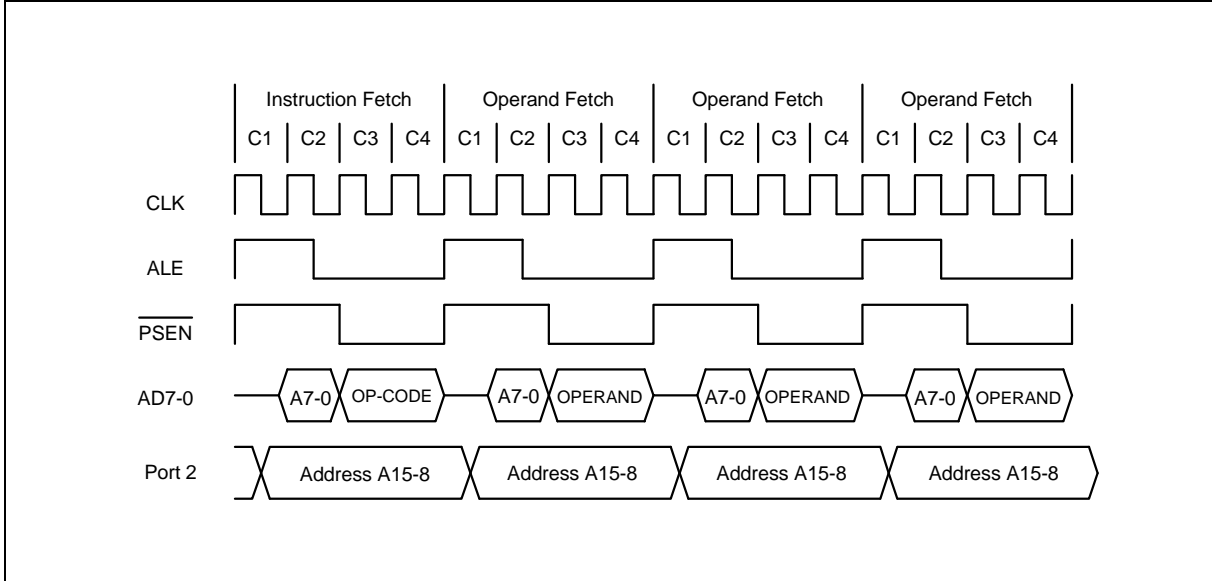 Instruction Fetch Operand Fetch Operand Fetch Operand Fetch
C1 C2 C3 C4 C1 C2 C3 C4 C1 C2 C3 C4 C1 C2 C3 C4
CLK
ALE
PSEN
AD7-0 A7-0 OP-CODE A7-0 OPERAND A7-0 OPERAND A7-0 OPERAND
Port 2 Address A15-8 Address A15-8 Address A15-8 Address A15-8